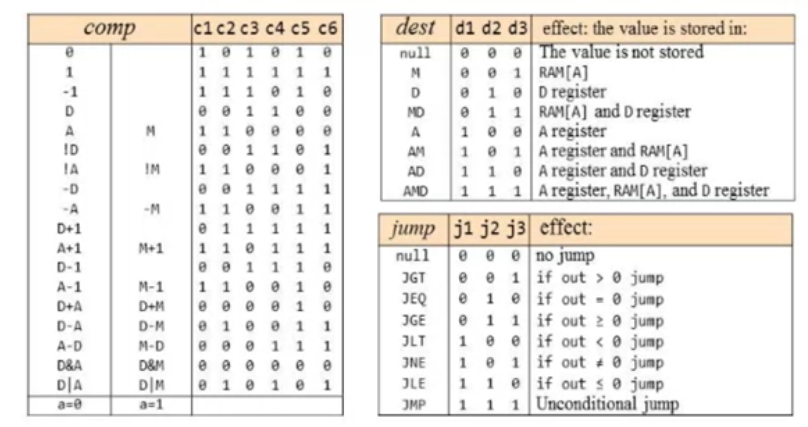 comp c1 c2 c3 c4 c5 c6
0 1 0 1 0 1 0
1 1 1 1 1 1 1
-1 1 1 1 0 1 0
D 0 0 1 1 0 0
A M 1 1 0 0 0 0
!D 0 0 1 1 0 1
!A !M 1 1 0 0 0 1
-D 0 0 1 1 1 1
-A -M 1 1 0 0 1 1
D+1 0 1 1 1 1 1
A+1 M+1 1 1 0 1 1 1
D-1 0 0 1 1 1 0
A-1 M-1 1 1 0 0 1 0
D+A D+M 0 0 0 0 1 0
D-A D-M 0 1 0 0 1 1
A-D M-D 0 0 0 1 1 1
D&A D&M 0 0 0 0 0 0
D|A D|M 0 1 0 1 0 1
a=0 a=1
dest d1 d2 d3 effect: the value is stored in:
null 0 0 0 The value is not stored
M 0 0 1 RAM[A]
D 0 1 0 D register
MD 0 1 1 RAM[A] and D register
A 1 0 0 A register
AM 1 0 1 A register and RAM[A]
AD 1 1 0 A register and D register
AMD 1 1 1 A register, RAM[A], and D register
jump j1 j2 j3 effect:
null 0 0 0 no jump
JGT 0 0 1 if out > 0 jump
JEQ 0 1 0 if out = 0 jump
JGE 0 1 1 if out ≥ 0 jump
JLT 1 0 0 if out < 0 jump
JNE 1 0 1 if out ≠ 0 jump
JLE 1 1 0 if out ≤ 0 jump
JMP 1 1 1 Unconditional jump